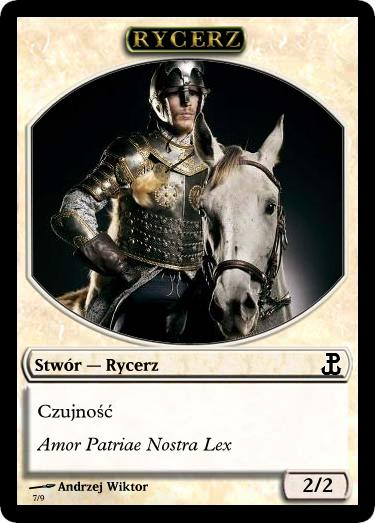 RYCERZ
Stwór — Rycerz
Czujność
Amor Patriae Nostra Lex
Andrzej Wiktor
7/9
2/2